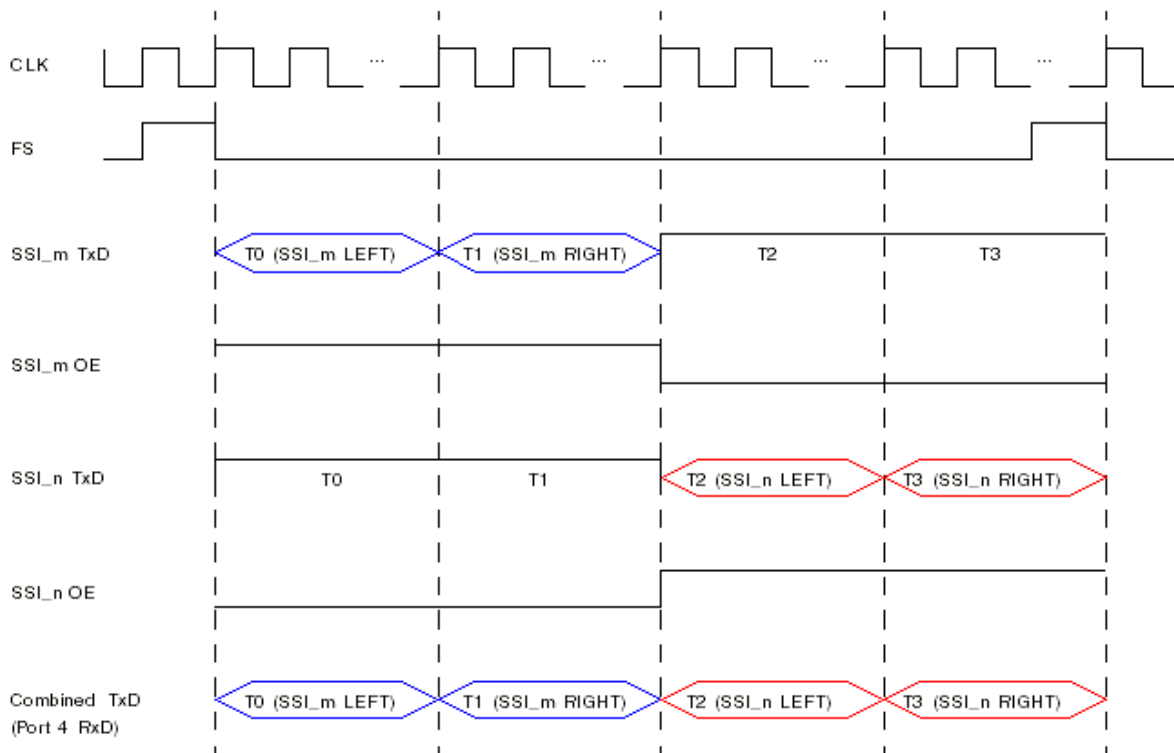 CLK ... ... ... ...
FS
SSI_m TxD T0 (SSI_m LEFT) T1 (SSI_m RIGHT) T2 T3
SSI_m OE
SSI_n TxD T0 T1 T2 (SSI_n LEFT) T3 (SSI_n RIGHT)
SSI_n OE
Combined TxD T0 (SSI_m LEFT) T1 (SSI_m RIGHT) T2 (SSI_n LEFT) T3 (SSI_n RIGHT)
(Port 4 RxD)